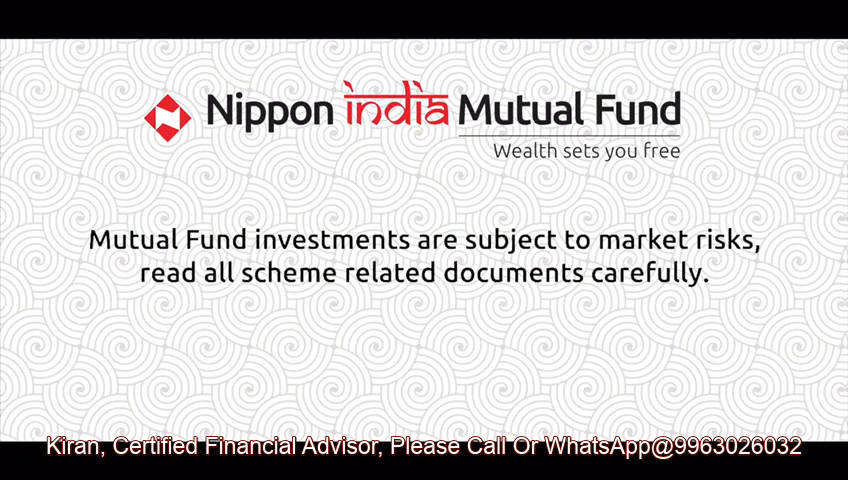 Nippon india Mutual Fund
Wealth sets you free
Mutual Fund investments are subject to market risks,
read all scheme related documents carefully.
Kiran, Certified Financial Advisor, Please Call Or WhatsApp@9963026032